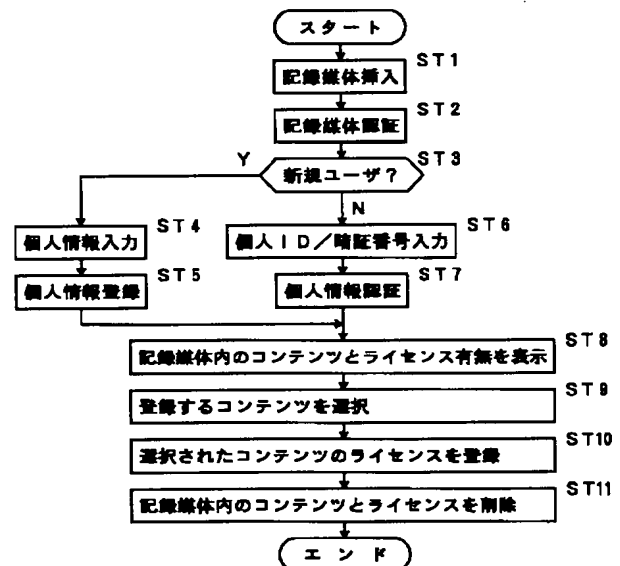 スタート
ST1
記録媒体挿入
ST2
記録媒体認証
ST3
新規ユーザ?
Y
N
ST4
個人情報入力
ST6
個人ID/暗証番号入力
ST5
個人情報登録
ST7
個人情報認証
ST8
記録媒体内のコンテンツとライセンス有無を表示
ST9
登録するコンテンツを選択
ST10
選択されたコンテンツのライセンスを登録
ST11
記録媒体内のコンテンツとライセンスを削除
エンド